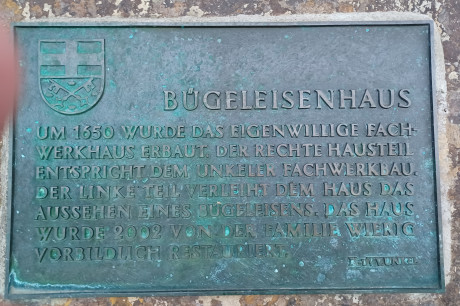 BÜGELEISENHAUS
UM 1650 WURDE DAS EIGENWILLIGE FACH-
WERKHAUS ERBAUT. DER RECHTE HAUSTEIL
ENTSPRICHT DEM UNKELER FACHWERKBAU.
DER LINKE TEIL VERLEIHT DEM HAUS DAS
AUSSEHEN EINES BÜGELEISENS. DAS HAUS
WURDE 2002 VON DER FAMILIE WIENIG
VORBILDLICH RESTAURIERT.